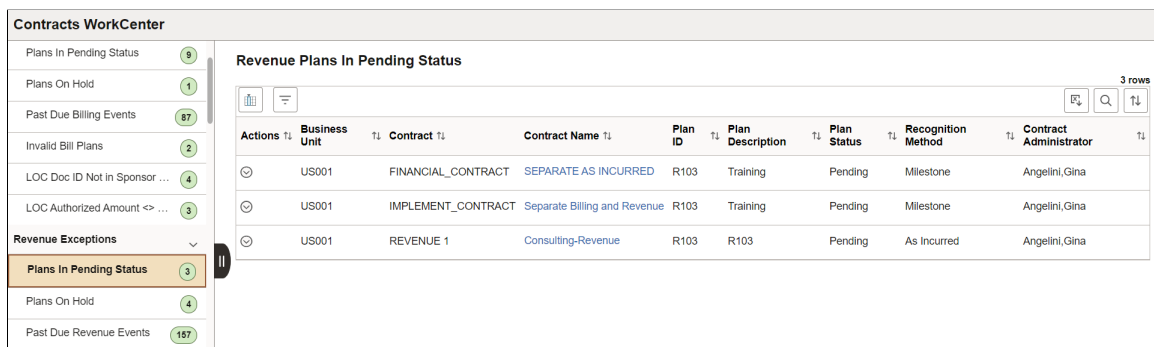 Contracts WorkCenter
Plans In Pending Status 9
Plans On Hold 1
Past Due Billing Events 87
Invalid Bill Plans 2
LOC Doc ID Not in Sponsor ... 4
LOC Authorized Amount <> ... 3
Revenue Exceptions
Plans In Pending Status 3
Plans On Hold 4
Past Due Revenue Events 157
Revenue Plans In Pending Status
3 rows
Actions Business Unit Contract Contract Name Plan ID Plan Description Plan Status Recognition Method Contract Administrator
US001 FINANCIAL_CONTRACT SEPARATE AS INCURRED R103 Training Pending Milestone Angelini,Gina
US001 IMPLEMENT_CONTRACT Separate Billing and Revenue R103 Training Pending Milestone Angelini,Gina
US001 REVENUE 1 Consulting-Revenue R103 R103 Pending As Incurred Angelini,Gina